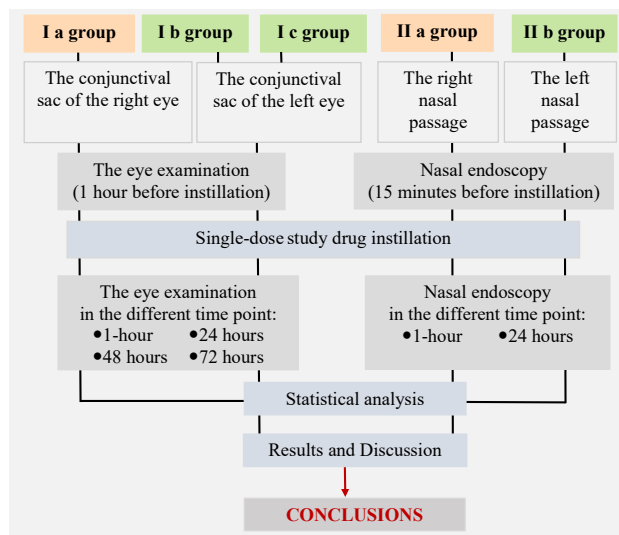 I a group
I b group
I c group
II a group
II b group
The conjunctival
sac of the right eye
The conjunctival
sac of the left eye
The right
nasal
passage
The left
nasal
passage
The eye examination
(1 hour before instillation)
Nasal endoscopy
(15 minutes before instillation)
Single-dose study drug instillation
The eye examination
in the different time point:
●1-hour ●24 hours
●48 hours ●72 hours
Nasal endoscopy
in the different time point:
●1-hour ●24 hours
Statistical analysis
Results and Discussion
CONCLUSIONS